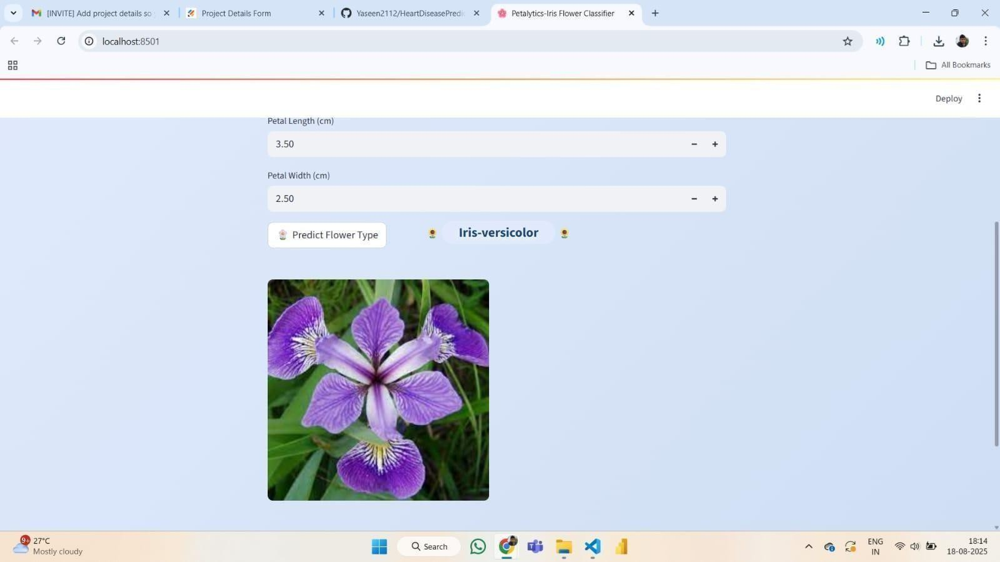 [INVITE] Add project details so
Project Details Form
Yaseen2112/HeartDiseasePredi
Petalytics-Iris Flower Classifier
localhost:8501
All Bookmarks
Deploy
Petal Length (cm)
3.50
Petal Width (cm)
2.50
Predict Flower Type
Iris-versicolor
9+
27°C
Mostly cloudy
Search
ENG
IN
18:14
18-08-2025